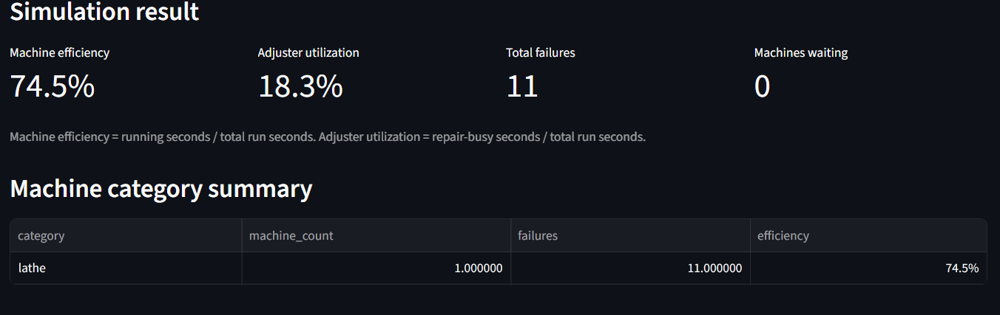 Simulation result
Machine efficiency Adjuster utilization Total failures Machines waiting
74.5% 18.3% 11 0
Machine efficiency = running seconds / total run seconds. Adjuster utilization = repair-busy seconds / total run seconds.
Machine category summary
category machine_count failures efficiency
lathe 1.000000 11.000000 74.5%